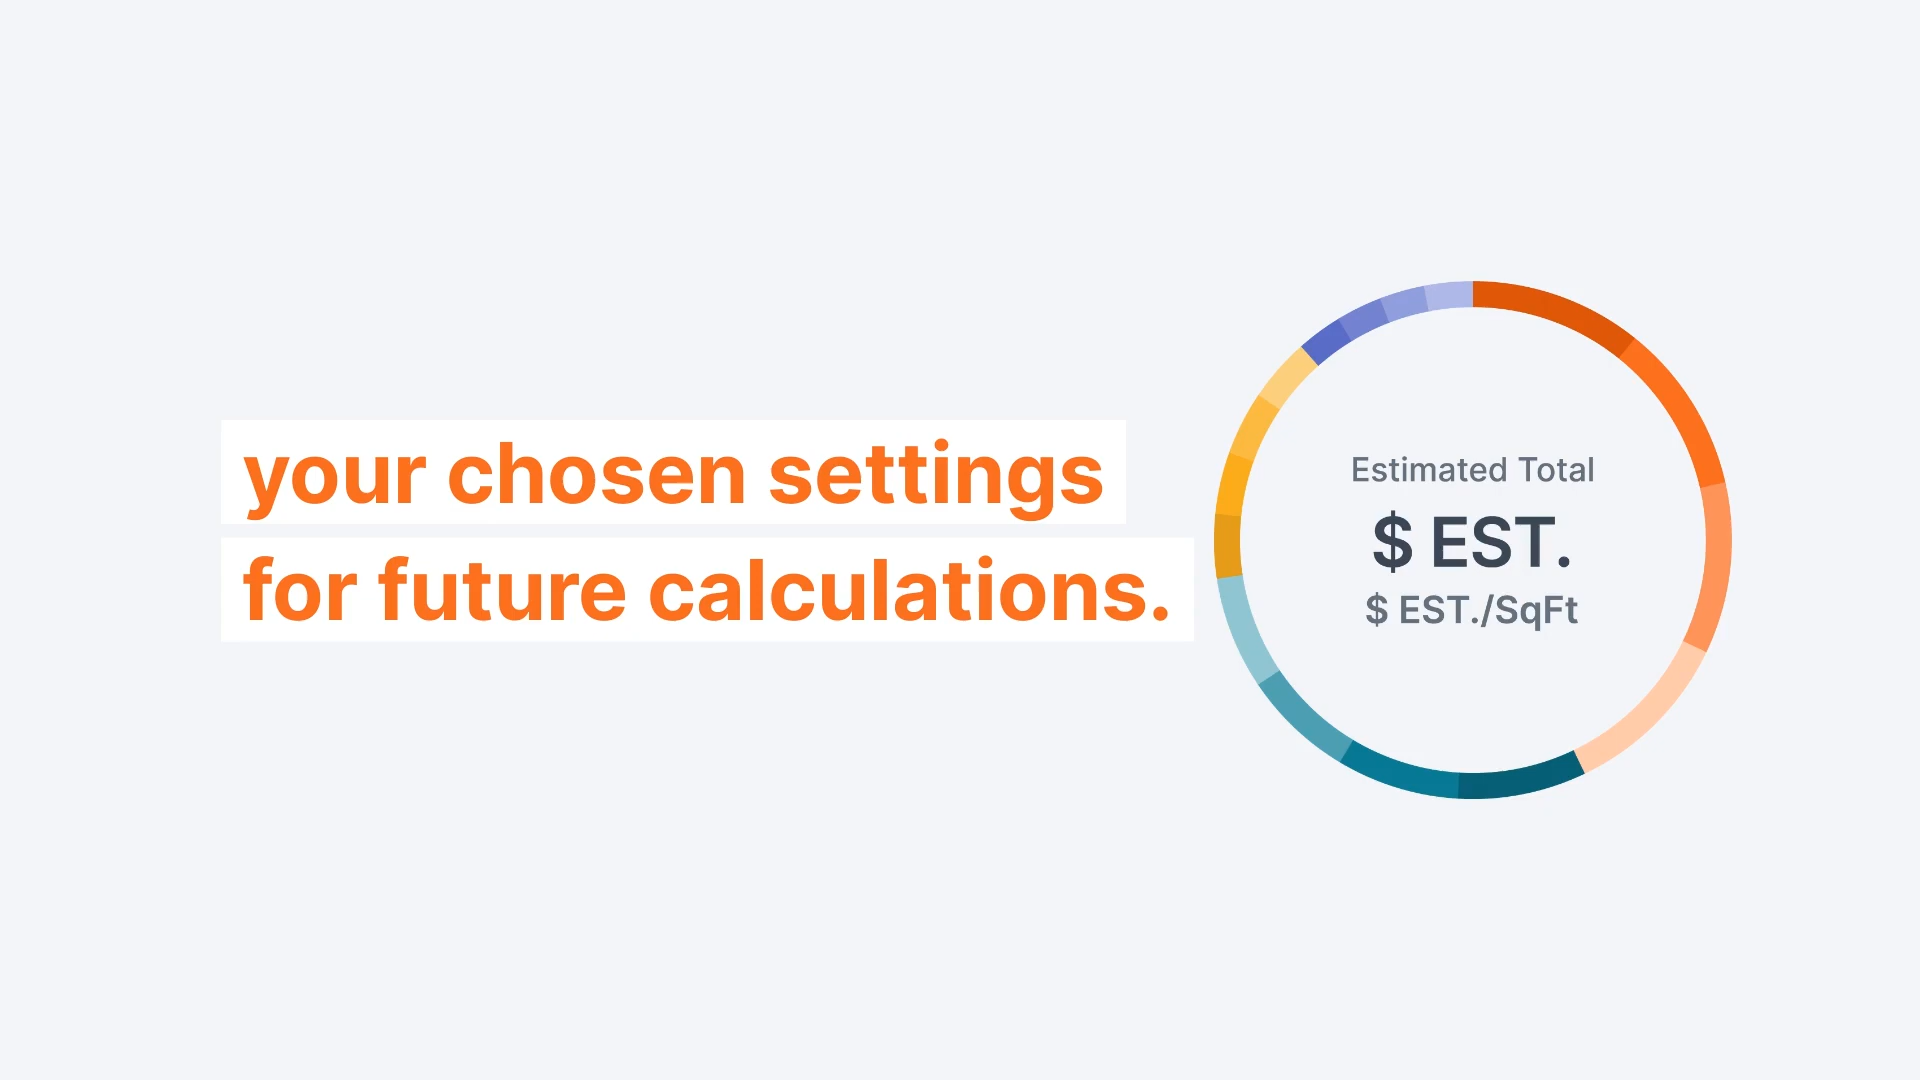 your chosen settings
for future calculations.
Estimated Total
$ EST.
$ EST./SqFt